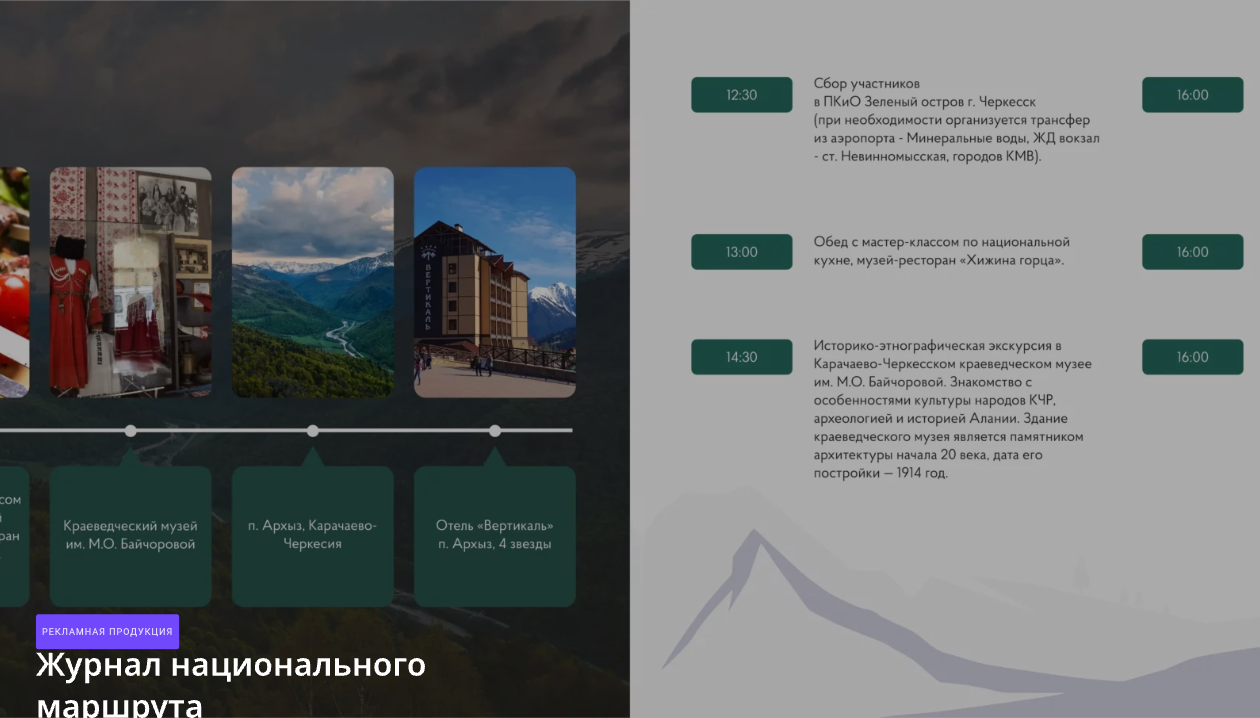 ВЕРТИКАЛЬ
сом
й
ран
Краеведческий музей
им. М.О. Байчоровой
п. Архыз, Карачаево-
Черкесия
Отель «Вертикаль»
п. Архыз, 4 звезды
РЕКЛАМНАЯ ПРОДУКЦИЯ
Журнал национального
маршрута
12:30
Сбор участников
в ПКиО Зеленый остров г. Черкесск
(при необходимости организуется трансфер
из аэропорта - Минеральные воды, ЖД вокзал
- ст. Невинномысская, городов КМВ).
16:00
13:00
Обед с мастер-классом по национальной
кухне, музей-ресторан «Хижина горца».
16:00
14:30
Историко-этнографическая экскурсия в
Карачаево-Черкесском краеведческом музее
им. М.О. Байчоровой. Знакомство с
особенностями культуры народов КЧР,
археологией и историей Алании. Здание
краеведческого музея является памятником
архитектуры начала 20 века, дата его
постройки — 1914 год.
16:00